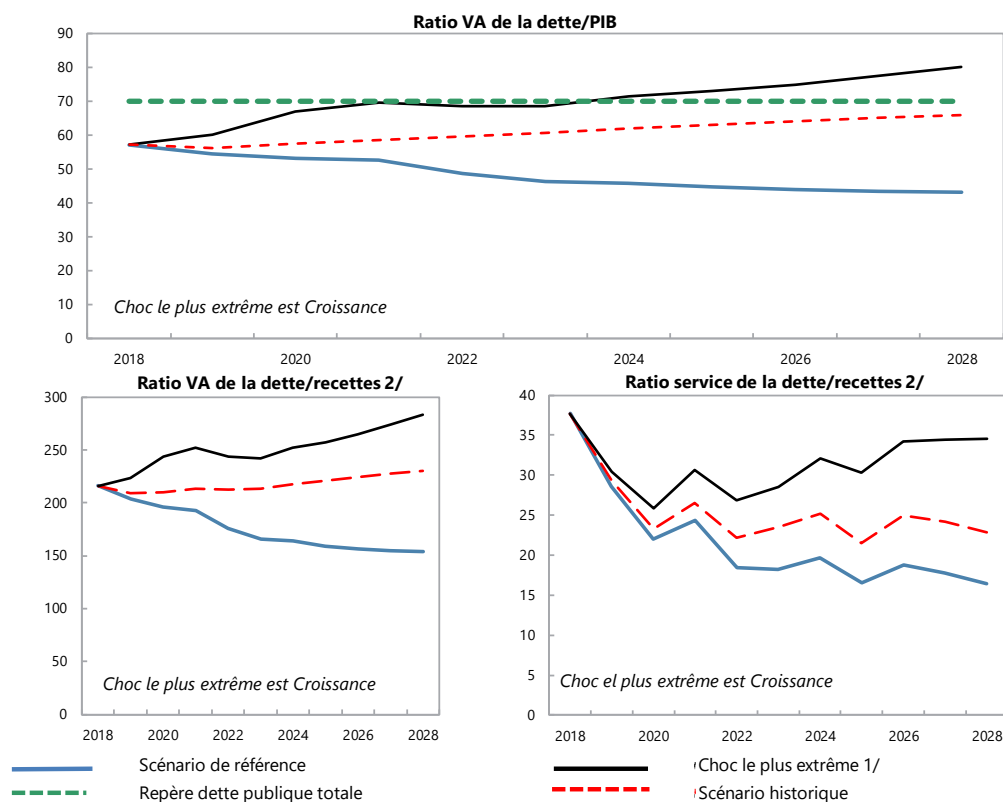 Ratio VA de la dette/PIB
90
80
70
60
50
40
30
20
10
0
Choc le plus extrême est Croissance
2018 2020 2022 2024 2026 2028
Ratio VA de la dette/recettes 2/
300
250
200
150
100
50
0
Choc le plus extrême est Croissance
2018 2020 2022 2024 2026 2028
Ratio service de la dette/recettes 2/
40
35
30
25
20
15
10
5
0
Choc el plus extrême est Croissance
2018 2020 2022 2024 2026 2028
Scénario de référence
Choc le plus extrême 1/
Repère dette publique totale
Scénario historique